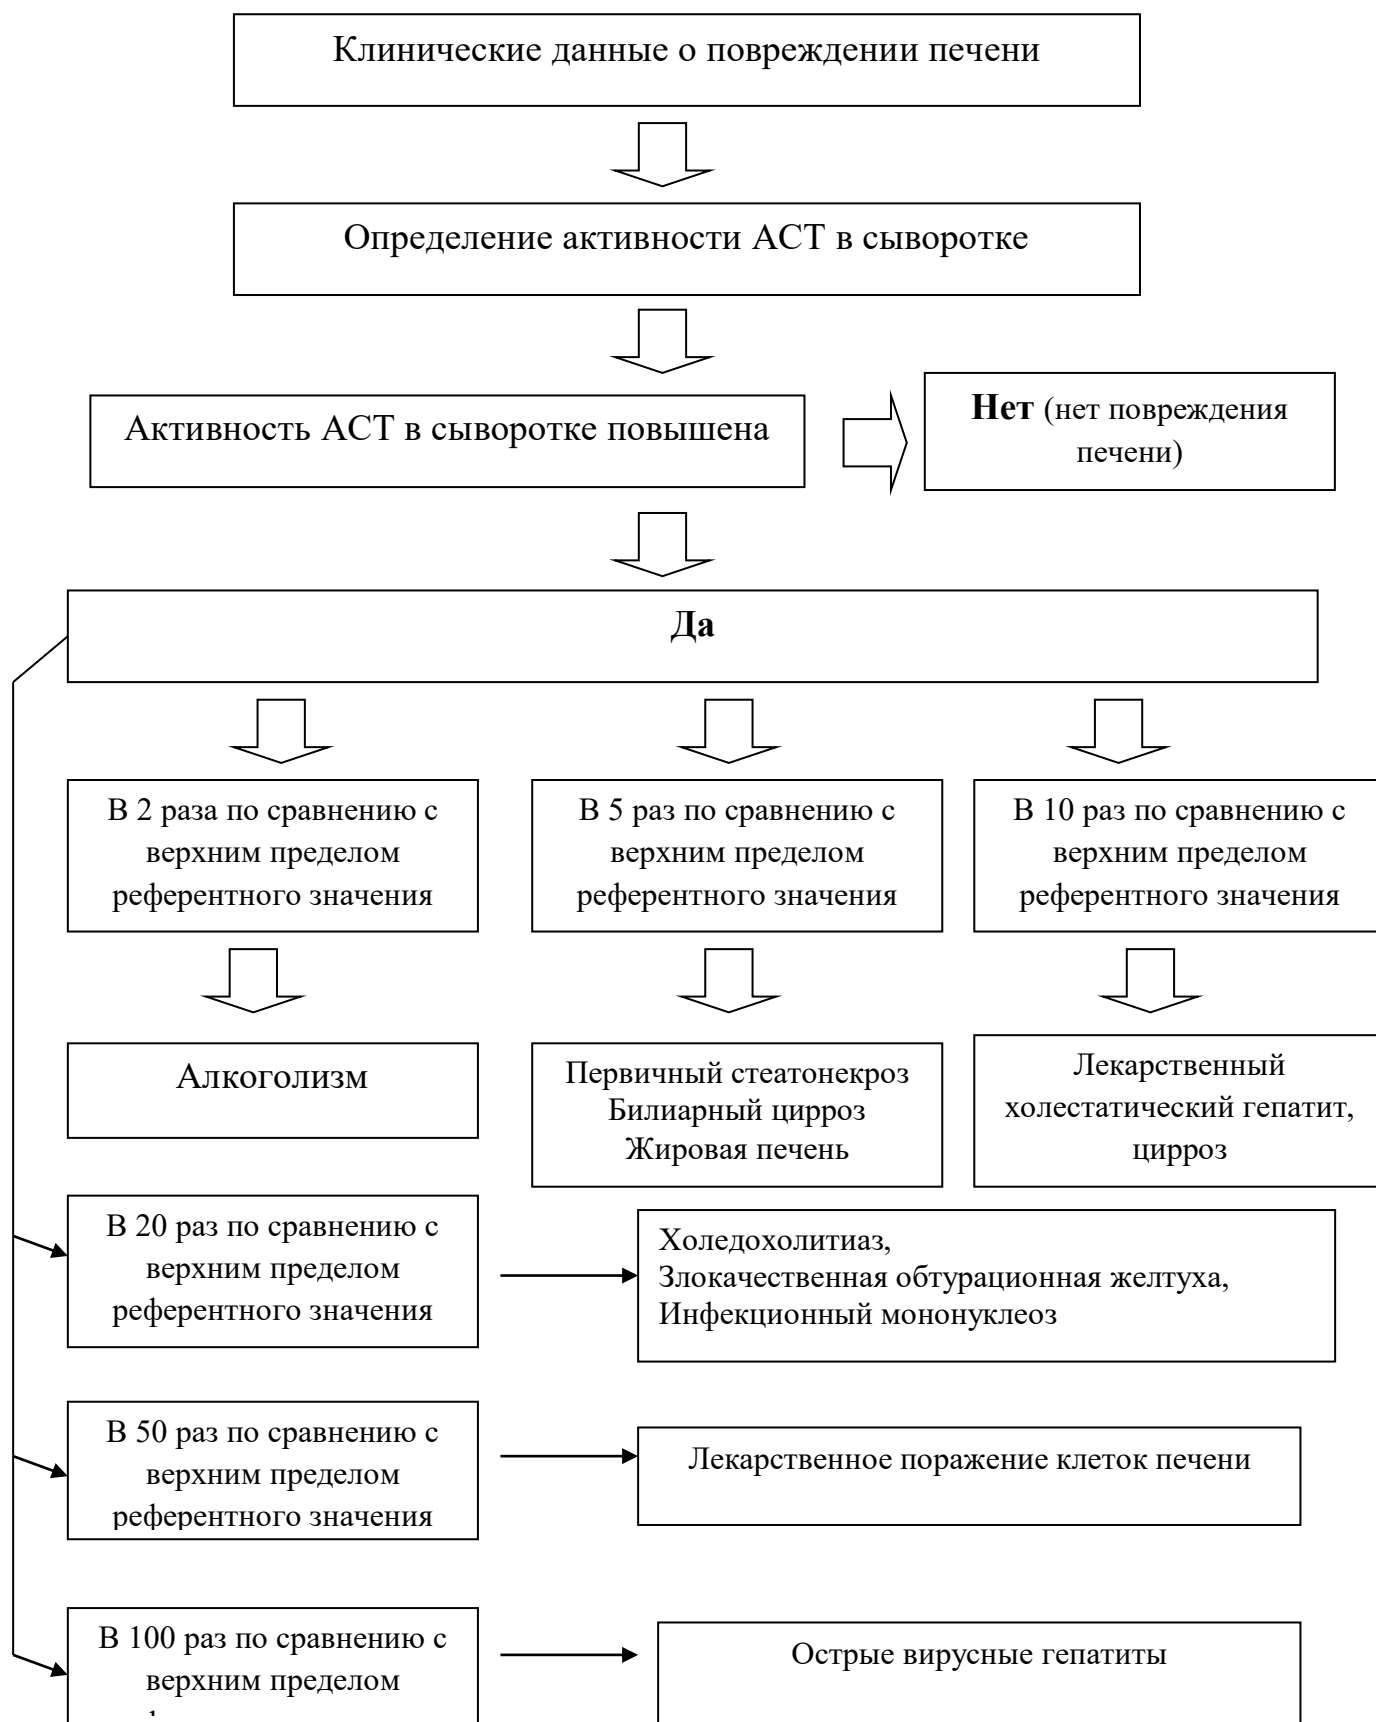 Клинические данные о повреждении печени
Определение активности АСТ в сыворотке
Активность АСТ в сыворотке повышена
Нет (нет повреждения
печени)
Да
В 2 раза по сравнению с
верхним пределом
референтного значения
В 5 раз по сравнению с
верхним пределом
референтного значения
В 10 раз по сравнению с
верхним пределом
референтного значения
Алкоголизм
Первичный стеатонекроз
Билиарный цирроз
Жировая печень
Лекарственный
холестатический гепатит,
цирроз
В 20 раз по сравнению с
верхним пределом
референтного значения
Холедохолитиаз,
Злокачественная обтурационная желтуха,
Инфекционный мононуклеоз
В 50 раз по сравнению с
верхним пределом
референтного значения
Лекарственное поражение клеток печени
В 100 раз по сравнению с
верхним пределом
Острые вирусные гепатиты